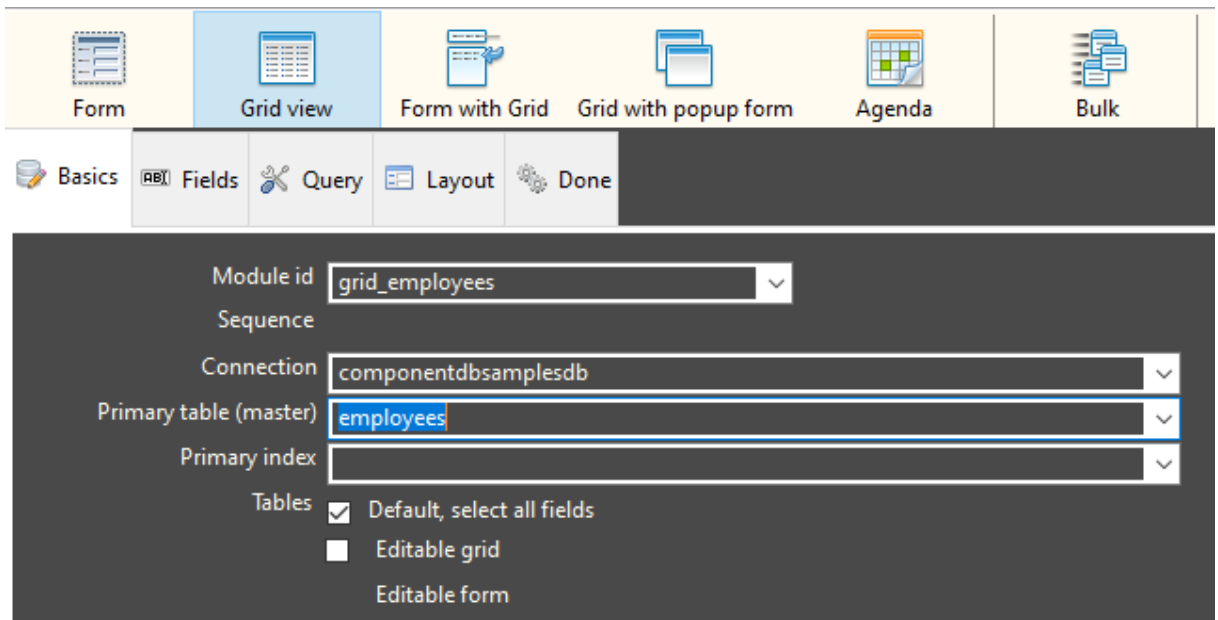 Form Grid view Form with Grid Grid with popup form Agenda Bulk
Basics ABI Fields Query Layout Done
Module id grid_employees
Sequence
Connection componentdbsamplesdb
Primary table (master) employees
Primary index
Tables Default, select all fields
Editable grid
Editable form